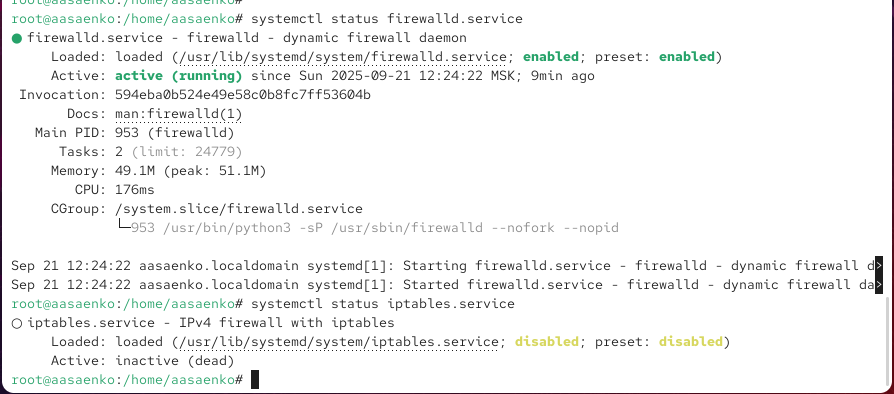 root@aasaenko:/home/aasaenko#
root@aasaenko:/home/aasaenko# systemctl status firewalld.service
● firewalld.service - firewalld - dynamic firewall daemon
Loaded: loaded (/usr/lib/systemd/system/firewalld.service; enabled; preset: enabled)
Active: active (running) since Sun 2025-09-21 12:24:22 MSK; 9min ago
Invocation: 594eba0b524e49e58c0b8fc7ff53604b
Docs: man:firewalld(1)
Main PID: 953 (firewalld)
Tasks: 2 (limit: 24779)
Memory: 49.1M (peak: 51.1M)
CPU: 176ms
CGroup: /system.slice/firewalld.service
└─953 /usr/bin/python3 -sP /usr/sbin/firewalld --nofork --nopid
Sep 21 12:24:22 aasaenko.localdomain systemd[1]: Starting firewalld.service - firewalld - dynamic firewall d>
Sep 21 12:24:22 aasaenko.localdomain systemd[1]: Started firewalld.service - firewalld - dynamic firewall da>
root@aasaenko:/home/aasaenko# systemctl status iptables.service
○ iptables.service - IPv4 firewall with iptables
Loaded: loaded (/usr/lib/systemd/system/iptables.service; disabled; preset: disabled)
Active: inactive (dead)
root@aasaenko:/home/aasaenko#